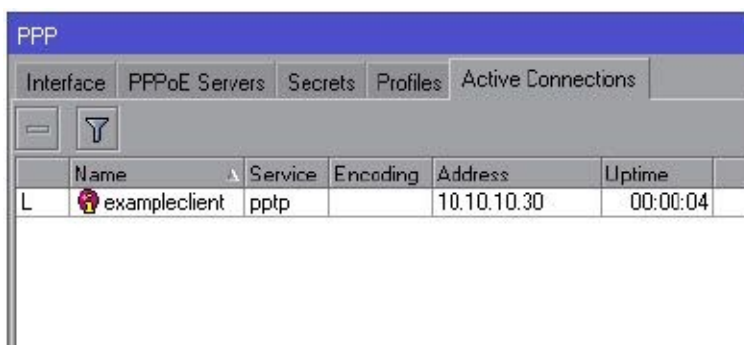 PPP
Interface PPPoE Servers Secrets Profiles Active Connections
Name Service Encoding Address Uptime
L exampleclient pptp 10.10.10.30 00:00:04